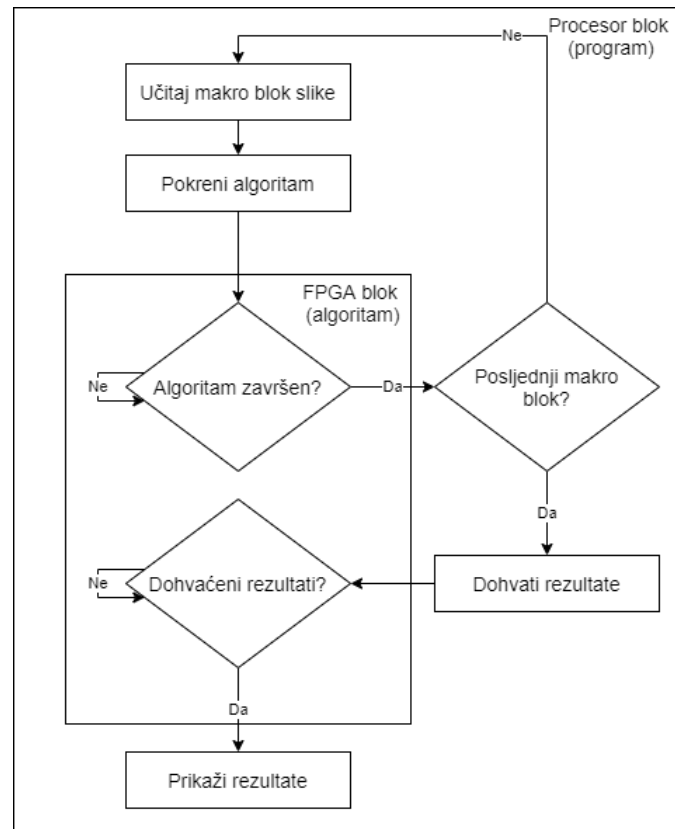 Ne
Procesor blok
(program)
Učitaj makro blok slike
Pokreni algoritam
FPGA blok
(algoritam)
Ne
Algoritam završen?
Da
Posljednji makro
blok?
Da
Ne
Dohvaćeni rezultati?
Dohvati rezultate
Da
Prikaži rezultate